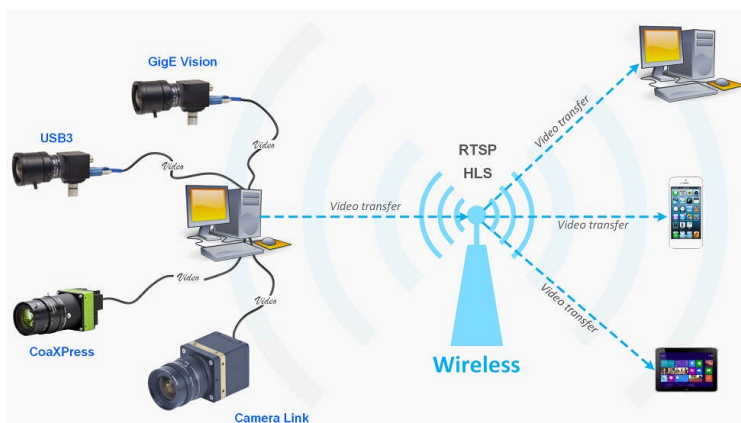 GigE Vision
USB3
Video
Video
RTSP
HLS
Video transfer
Video transfer
Video transfer
Video transfer
Video
Video
CoaXPress
Wireless
Camera Link